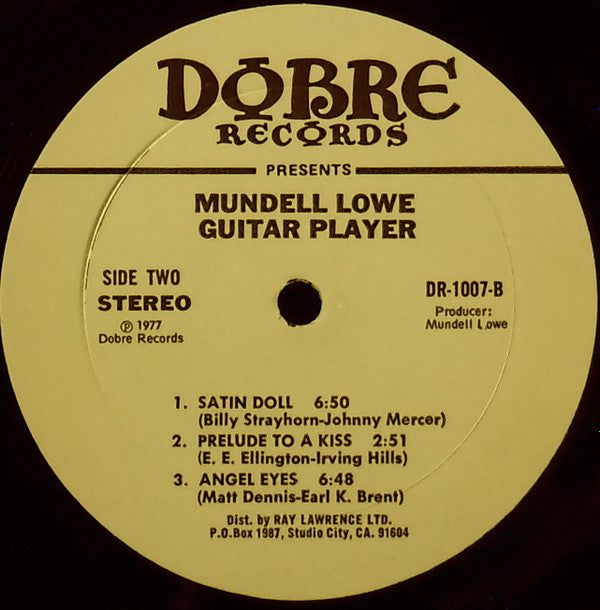 DOBRE
RECORDS
PRESENTS
MUNDELL LOWE
GUITAR PLAYER
SIDE TWO
STEREO
℗ 1977
Dobre Records
DR-1007-B
Producer:
Mundell Lowe
1. SATIN DOLL 6:50
(Billy Strayhorn-Johnny Mercer)
2. PRELUDE TO A KISS 2:51
(E. E. Ellington-Irving Hills)
3. ANGEL EYES 6:48
(Matt Dennis-Earl K. Brent)
Dist. by RAY LAWRENCE LTD.
P.O.Box 1987, Studio City, CA. 91604